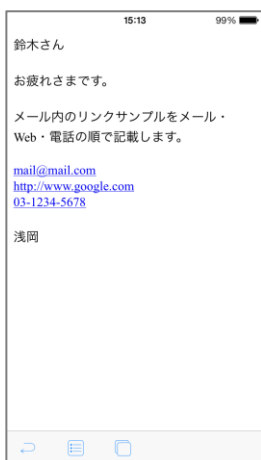 15:13 99%
鈴木さん
お疲れさまです。
メール内のリンクサンプルをメール・
Web・電話の順で記載します。
mail@mail.com
http://www.google.com
03-1234-5678
浅岡